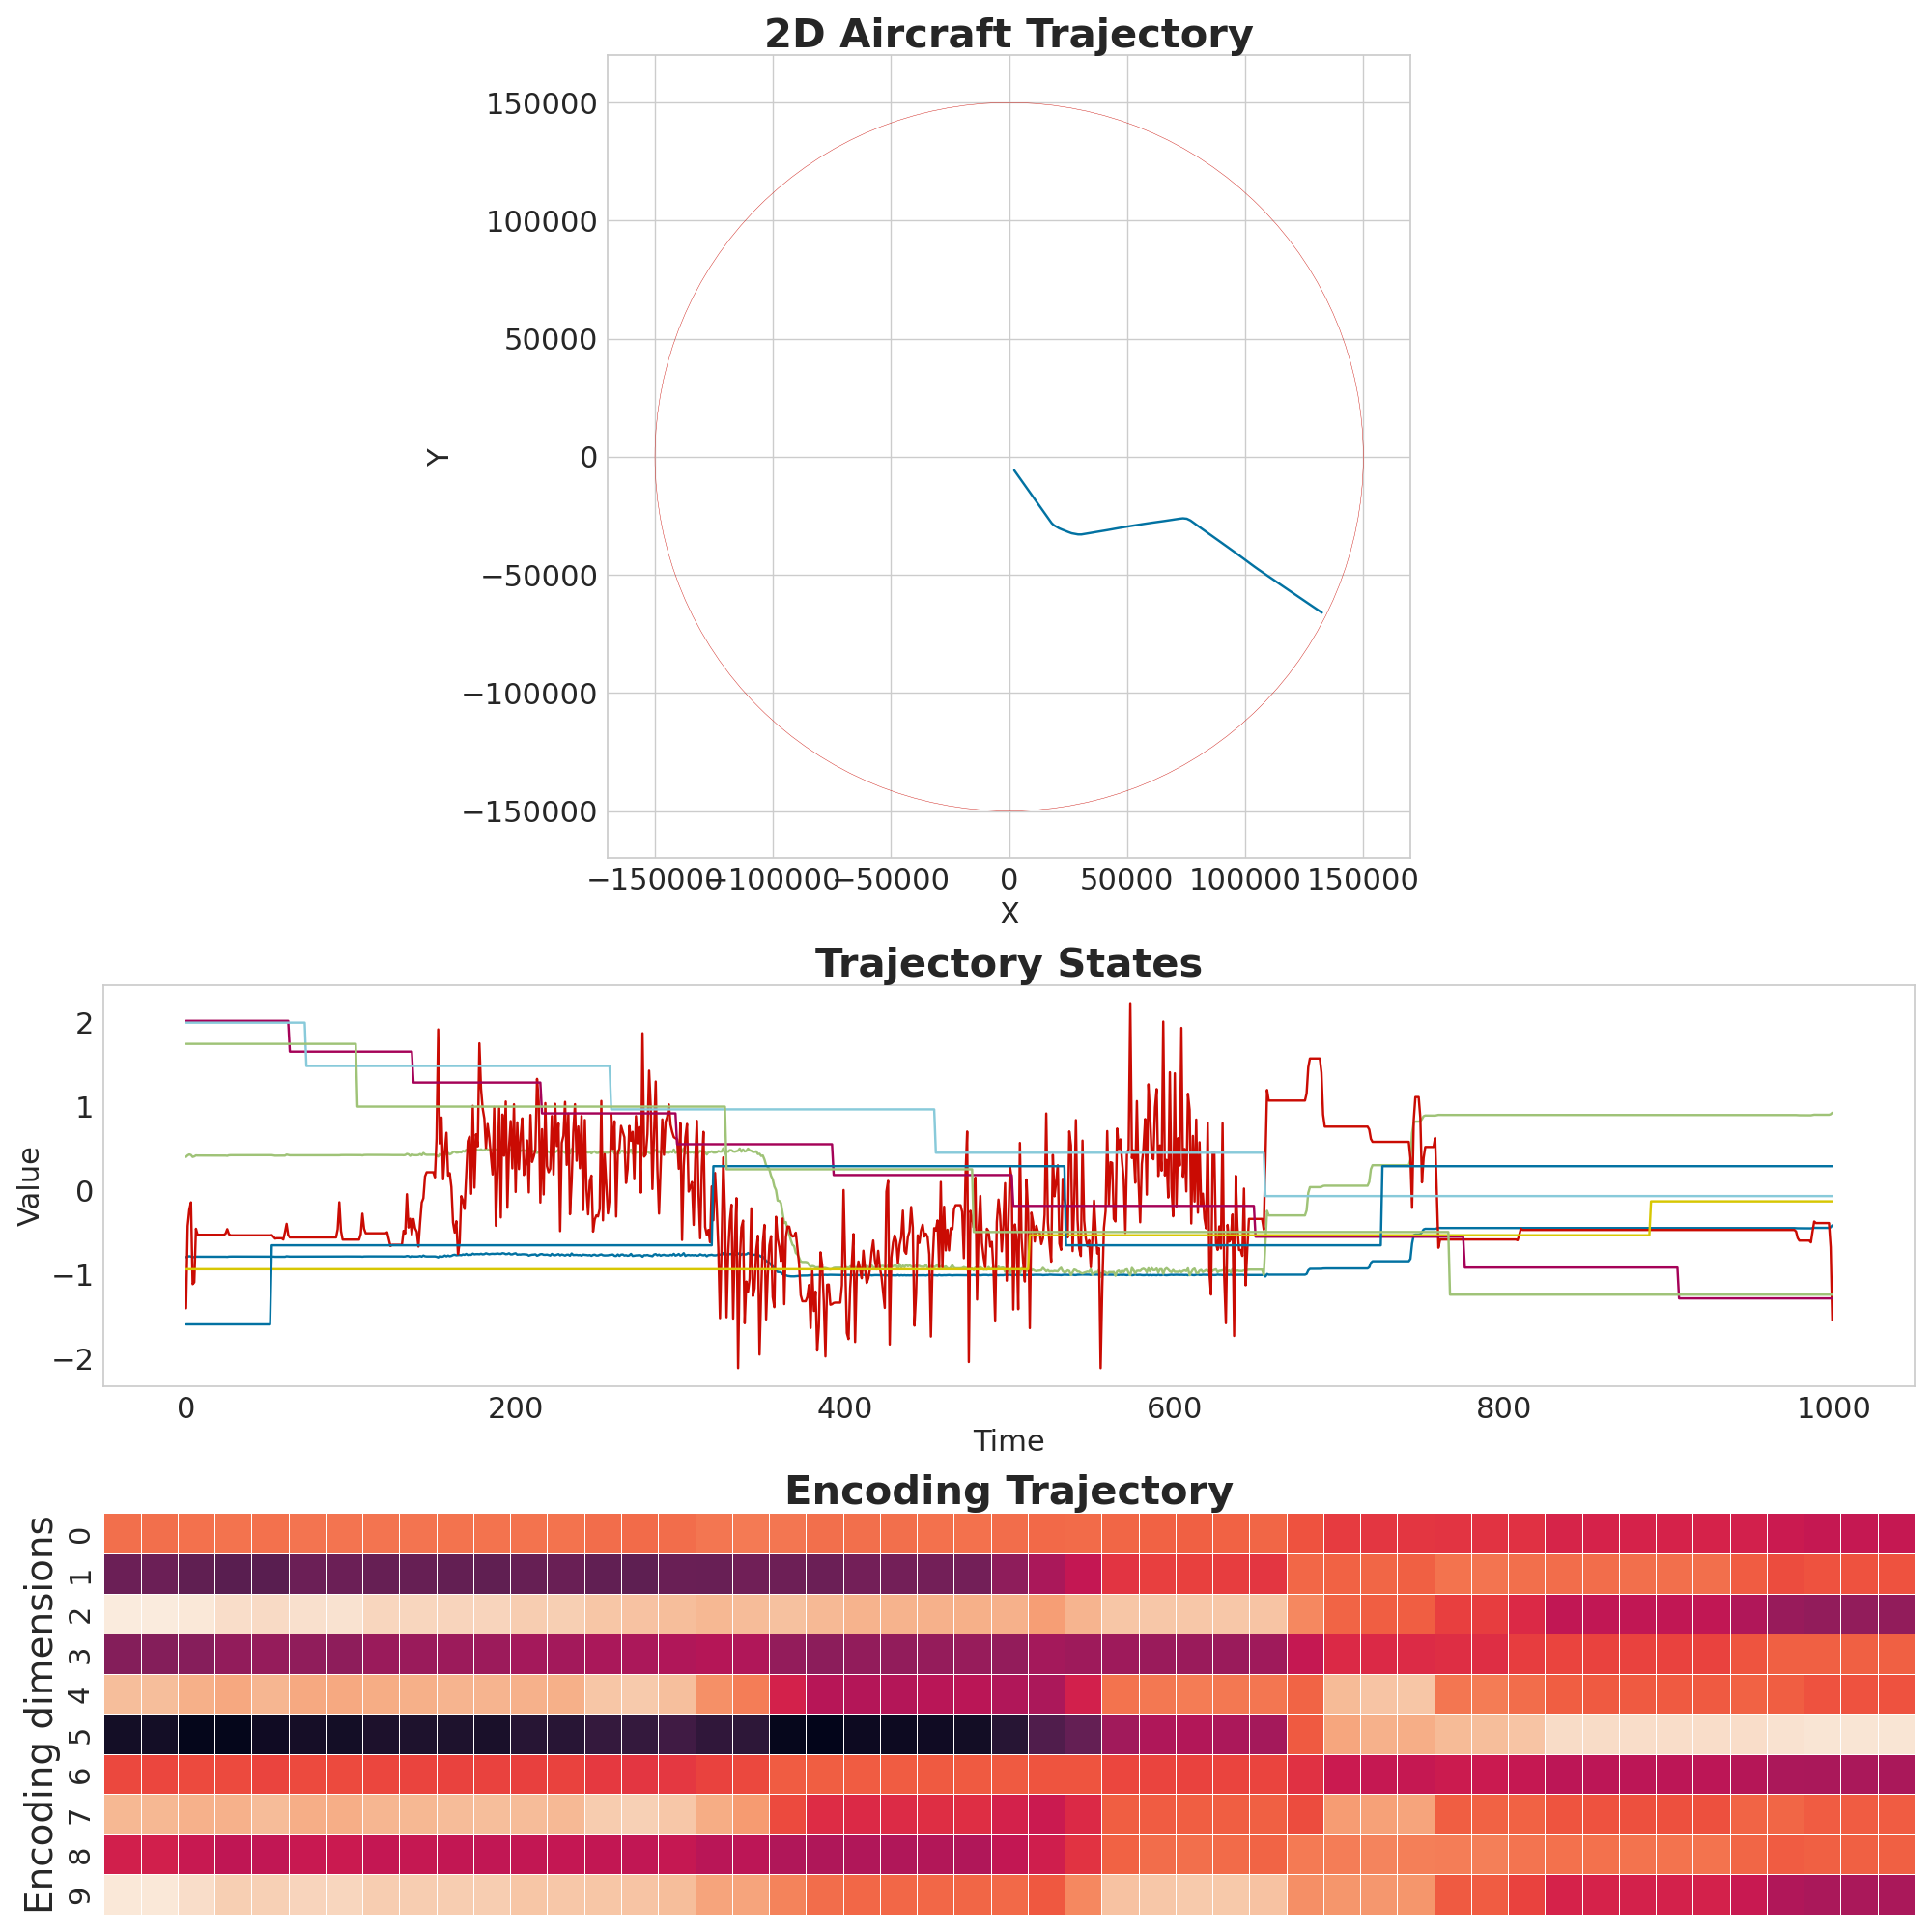 2D Aircraft Trajectory
150000
100000
50000
0
−50000
−100000
−150000
Y
−150000 −100000 −50000 0 50000 100000 150000
X
Trajectory States
2
1
0
−1
−2
Value
0 200 400 600 800 1000
Time
Encoding Trajectory
0
1
2
3
4
5
6
7
8
9
Encoding dimensions